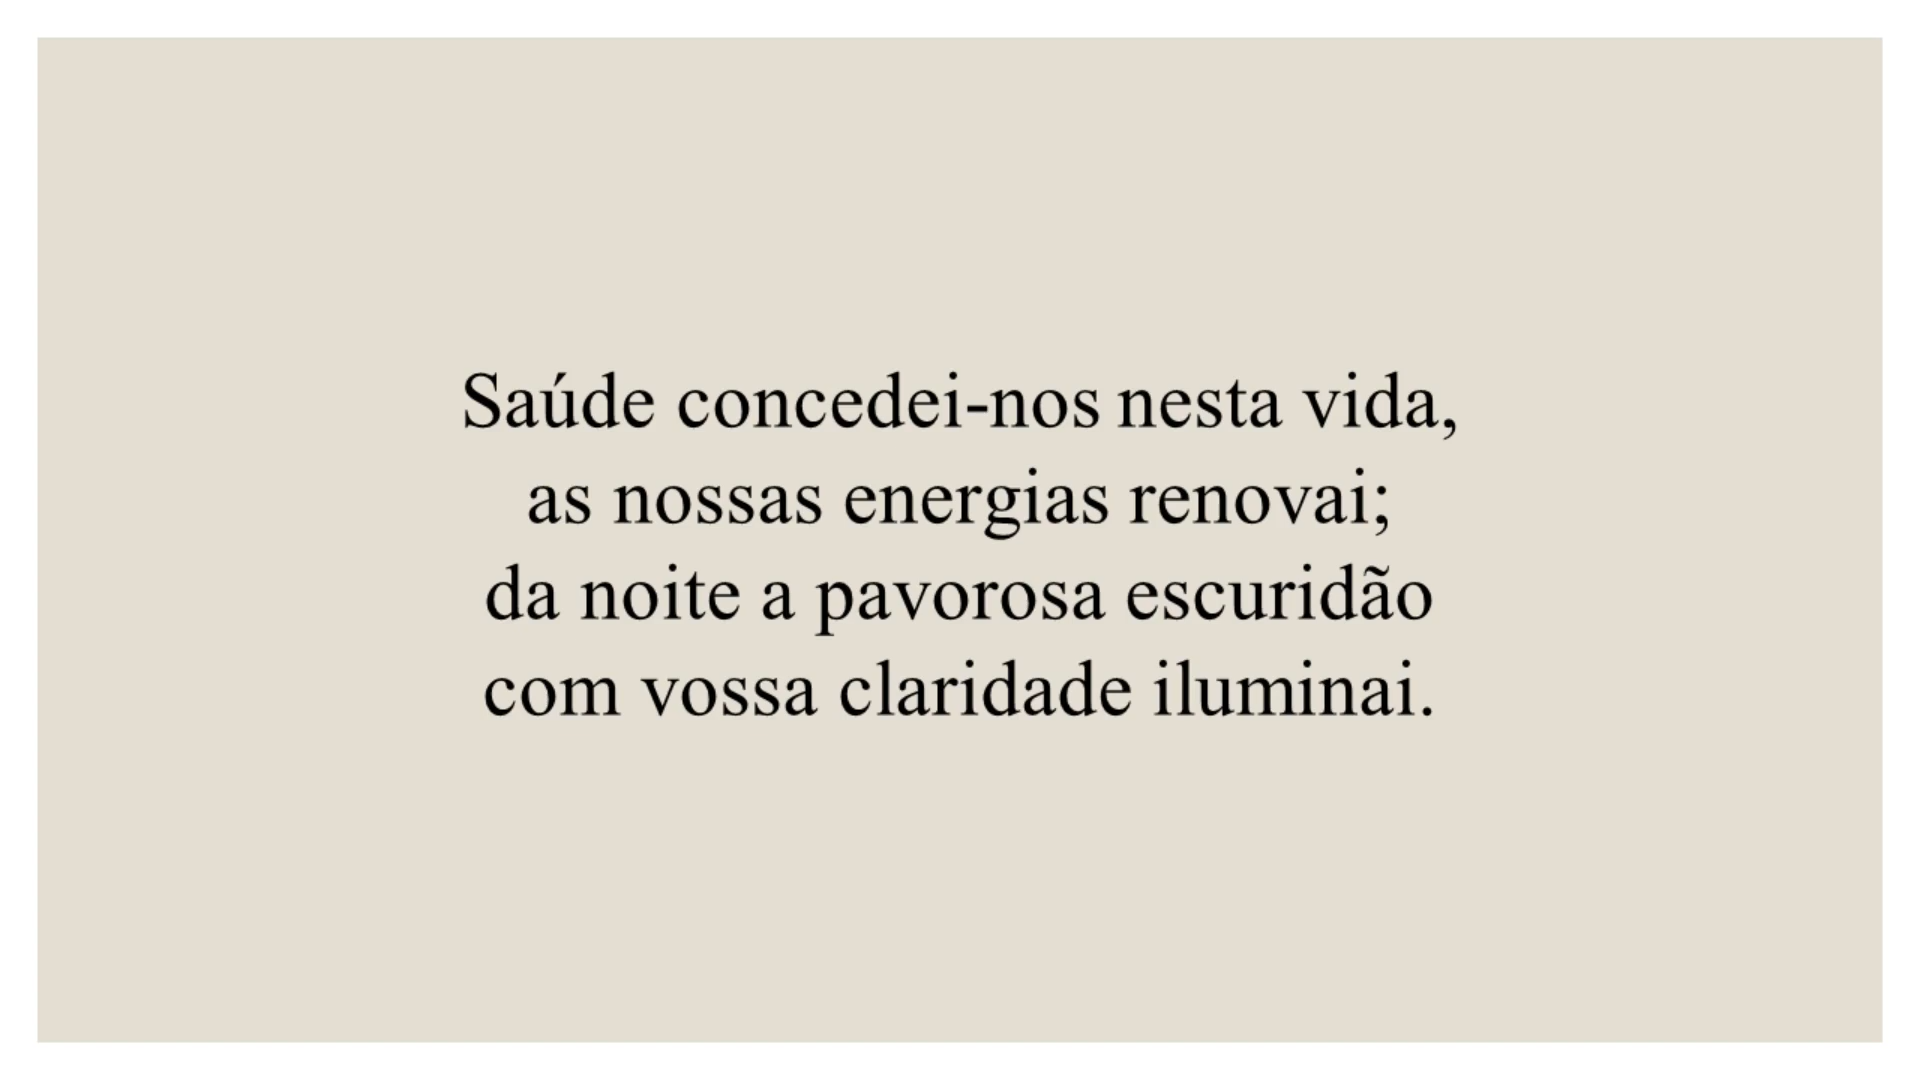 Saúde concedei-nos nesta vida,
as nossas energias renovai;
da noite a pavorosa escuridão
com vossa claridade iluminai.